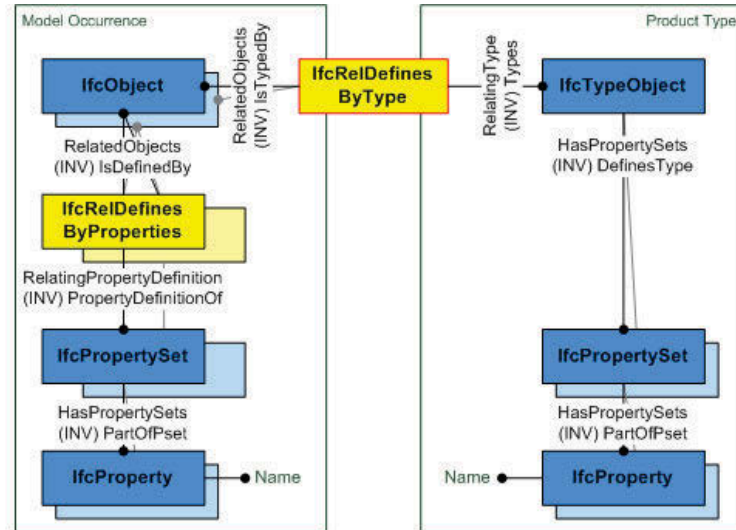 Model Occurrence
Product Type
IfcObject
RelatedObjects
(INV) IsTypedBy
IfcRelDefines
ByType
RelatingType
(INV) Types
IfcTypeObject
RelatedObjects
(INV) IsDefinedBy
HasPropertySets
(INV) DefinesType
IfcRelDefines
ByProperties
RelatingPropertyDefinition
(INV) PropertyDefinitionOf
IfcPropertySet
IfcPropertySet
HasPropertySets
(INV) PartOfPset
HasPropertySets
(INV) PartOfPset
IfcProperty
Name
Name
IfcProperty